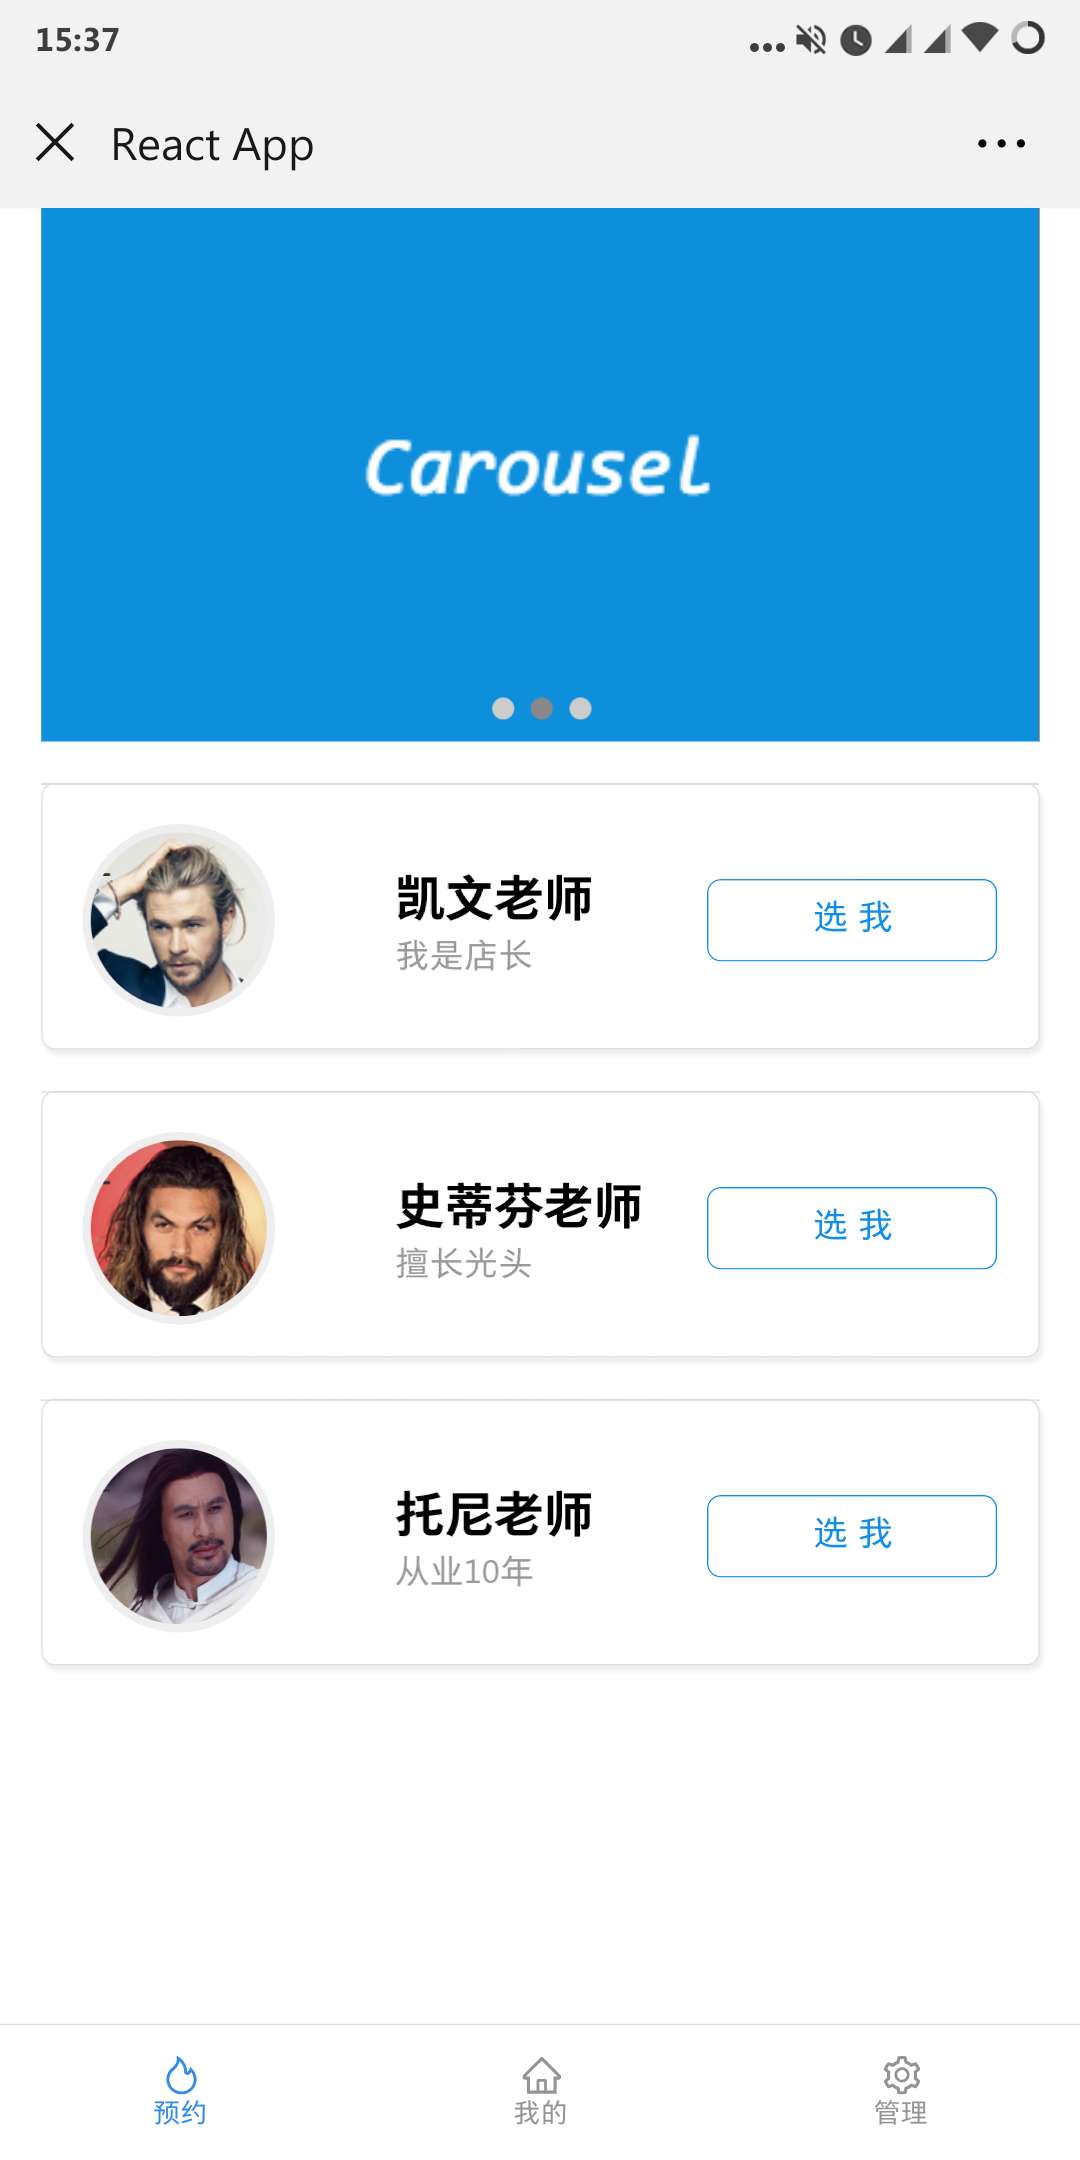 15:37
React App
Carousel
凯文老师
我是店长
选 我
史蒂芬老师
擅长光头
选 我
托尼老师
从业10年
选 我
预约
我的
管理